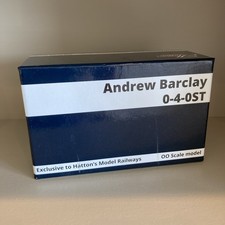 Andrew Barclay
0-4-0ST
Exclusive to Hatton's Model Railways
OO Scale model